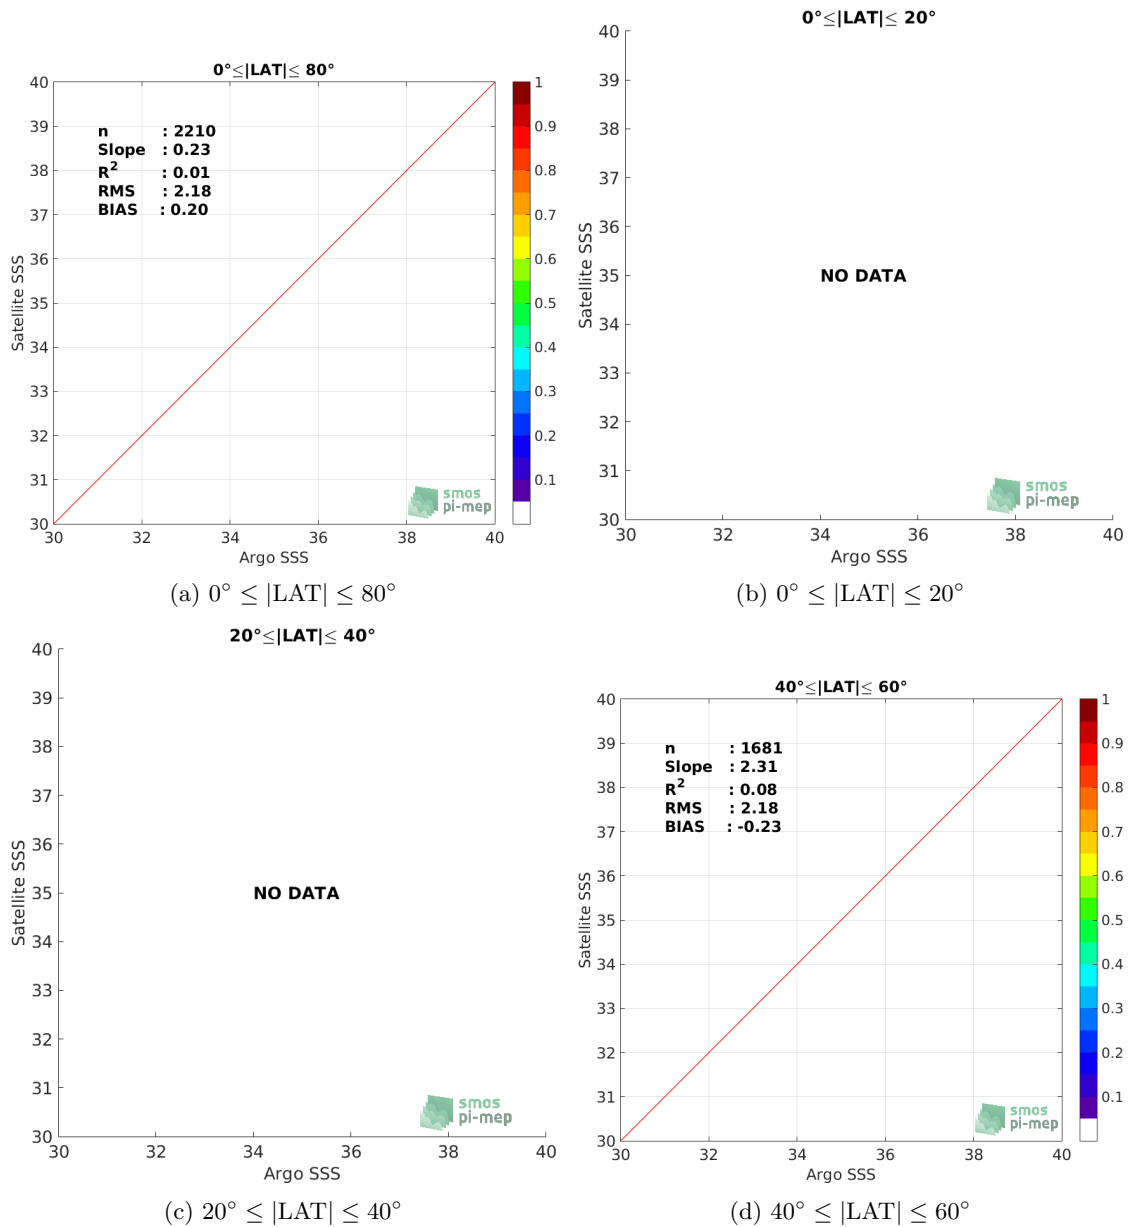 0°≤|LAT|≤ 80°
40
39
38
37
36
35
34
33
32
31
30
Satellite SSS
n : 2210
Slope : 0.23
R² : 0.01
RMS : 2.18
BIAS : 0.20
smos
pi-mep
30 32 34 36 38 40
Argo SSS
1
0.9
0.8
0.7
0.6
0.5
0.4
0.3
0.2
0.1
(a) 0° ≤ |LAT| ≤ 80°
0°≤|LAT|≤ 20°
40
39
38
37
36
35
34
33
32
31
30
Satellite SSS
NO DATA
smos
pi-mep
30 32 34 36 38 40
Argo SSS
(b) 0° ≤ |LAT| ≤ 20°
20°≤|LAT|≤ 40°
40
39
38
37
36
35
34
33
32
31
30
Satellite SSS
NO DATA
smos
pi-mep
30 32 34 36 38 40
Argo SSS
(c) 20° ≤ |LAT| ≤ 40°
40°≤|LAT|≤ 60°
40
39
38
37
36
35
34
33
32
31
30
Satellite SSS
n : 1681
Slope : 2.31
R² : 0.08
RMS : 2.18
BIAS : -0.23
smos
pi-mep
30 32 34 36 38 40
Argo SSS
1
0.9
0.8
0.7
0.6
0.5
0.4
0.3
0.2
0.1
(d) 40° ≤ |LAT| ≤ 60°